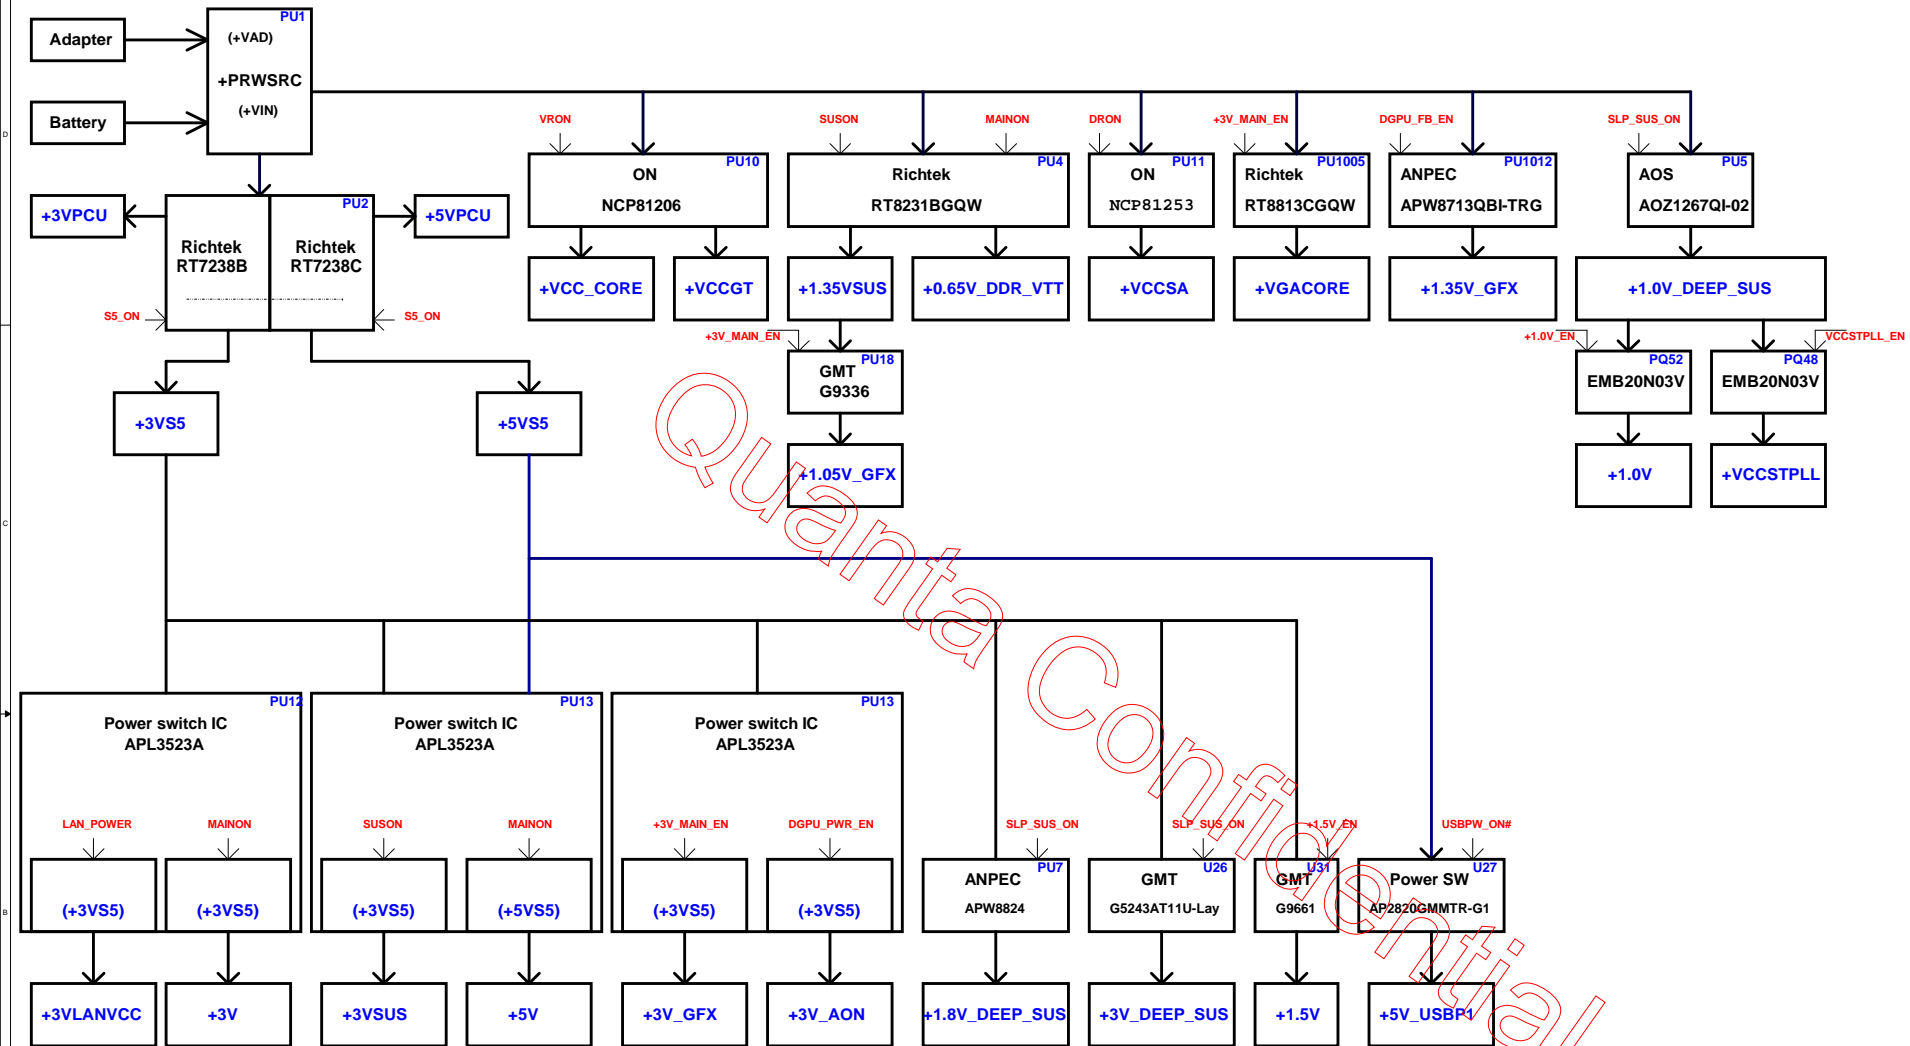 PU1
Adapter
(+VAD)
+PRWSRC
Battery
(+VIN)
D
VRON
SUSON
MAINON
DRON
+3V_MAIN_EN
DGPU_FB_EN
SLP_SUS_ON
PU10
ON
NCP81206
PU4
Richtek
RT8231BGQW
PU11
ON
NCP81253
PU1005
Richtek
RT8813CGQW
PU1012
ANPEC
APW8713QBI-TRG
PU5
AOS
AOZ1267QI-02
+3VPCU
PU2
+5VPCU
Richtek
RT7238B
Richtek
RT7238C
S5_ON
S5_ON
+VCC_CORE
+VCCGT
+1.35VSUS
+0.65V_DDR_VTT
+VCCSA
+VGACORE
+1.35V_GFX
+1.0V_DEEP_SUS
+3V_MAIN_EN
+1.0V_EN
VCCSTPLL_EN
PU18
GMT
G9336
PQ52
EMB20N03V
PQ48
EMB20N03V
+3VS5
+5VS5
+1.05V_GFX
+1.0V
+VCCSTPLL
C
Quanta Confidential
PU12
Power switch IC
APL3523A
PU13
Power switch IC
APL3523A
PU13
Power switch IC
APL3523A
LAN_POWER
MAINON
SUSON
MAINON
+3V_MAIN_EN
DGPU_PWR_EN
SLP_SUS_ON
SLP_SUS_ON
+1.5V_EN
USBPW_ON#
B
(+3VS5)
(+3VS5)
(+3VS5)
(+5VS5)
(+3VS5)
(+3VS5)
PU7
ANPEC
APW8824
U26
GMT
G5243AT11U-Lay
U31
GMT
G9661
U27
Power SW
AP2820GMMTR-G1
+3VLANVCC
+3V
+3VSUS
+5V
+3V_GFX
+3V_AON
+1.8V_DEEP_SUS
+3V_DEEP_SUS
+1.5V
+5V_USBP1